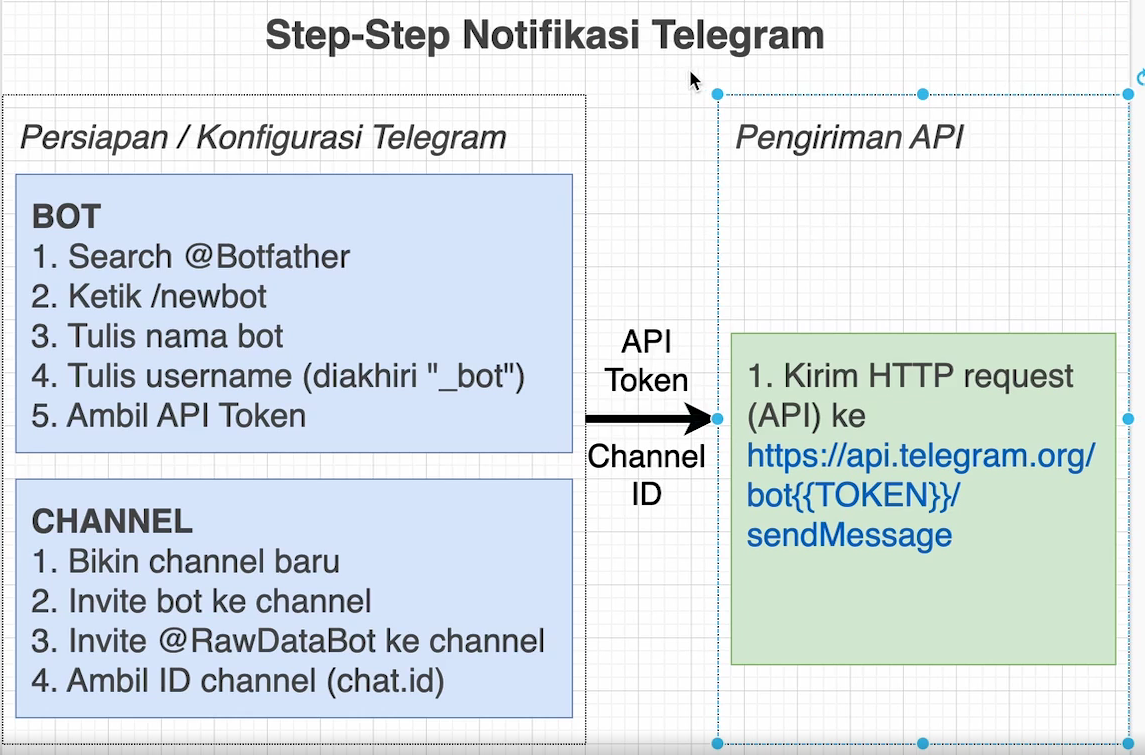 Step-Step Notifikasi Telegram
Persiapan / Konfigurasi Telegram
BOT
1. Search @Botfather
2. Ketik /newbot
3. Tulis nama bot
4. Tulis username (diakhiri "_bot")
5. Ambil API Token
CHANNEL
1. Bikin channel baru
2. Invite bot ke channel
3. Invite @RawDataBot ke channel
4. Ambil ID channel (chat.id)
API
Token
Channel
ID
Pengiriman API
1. Kirim HTTP request
(API) ke
https://api.telegram.org/
bot{{TOKEN}}/
sendMessage